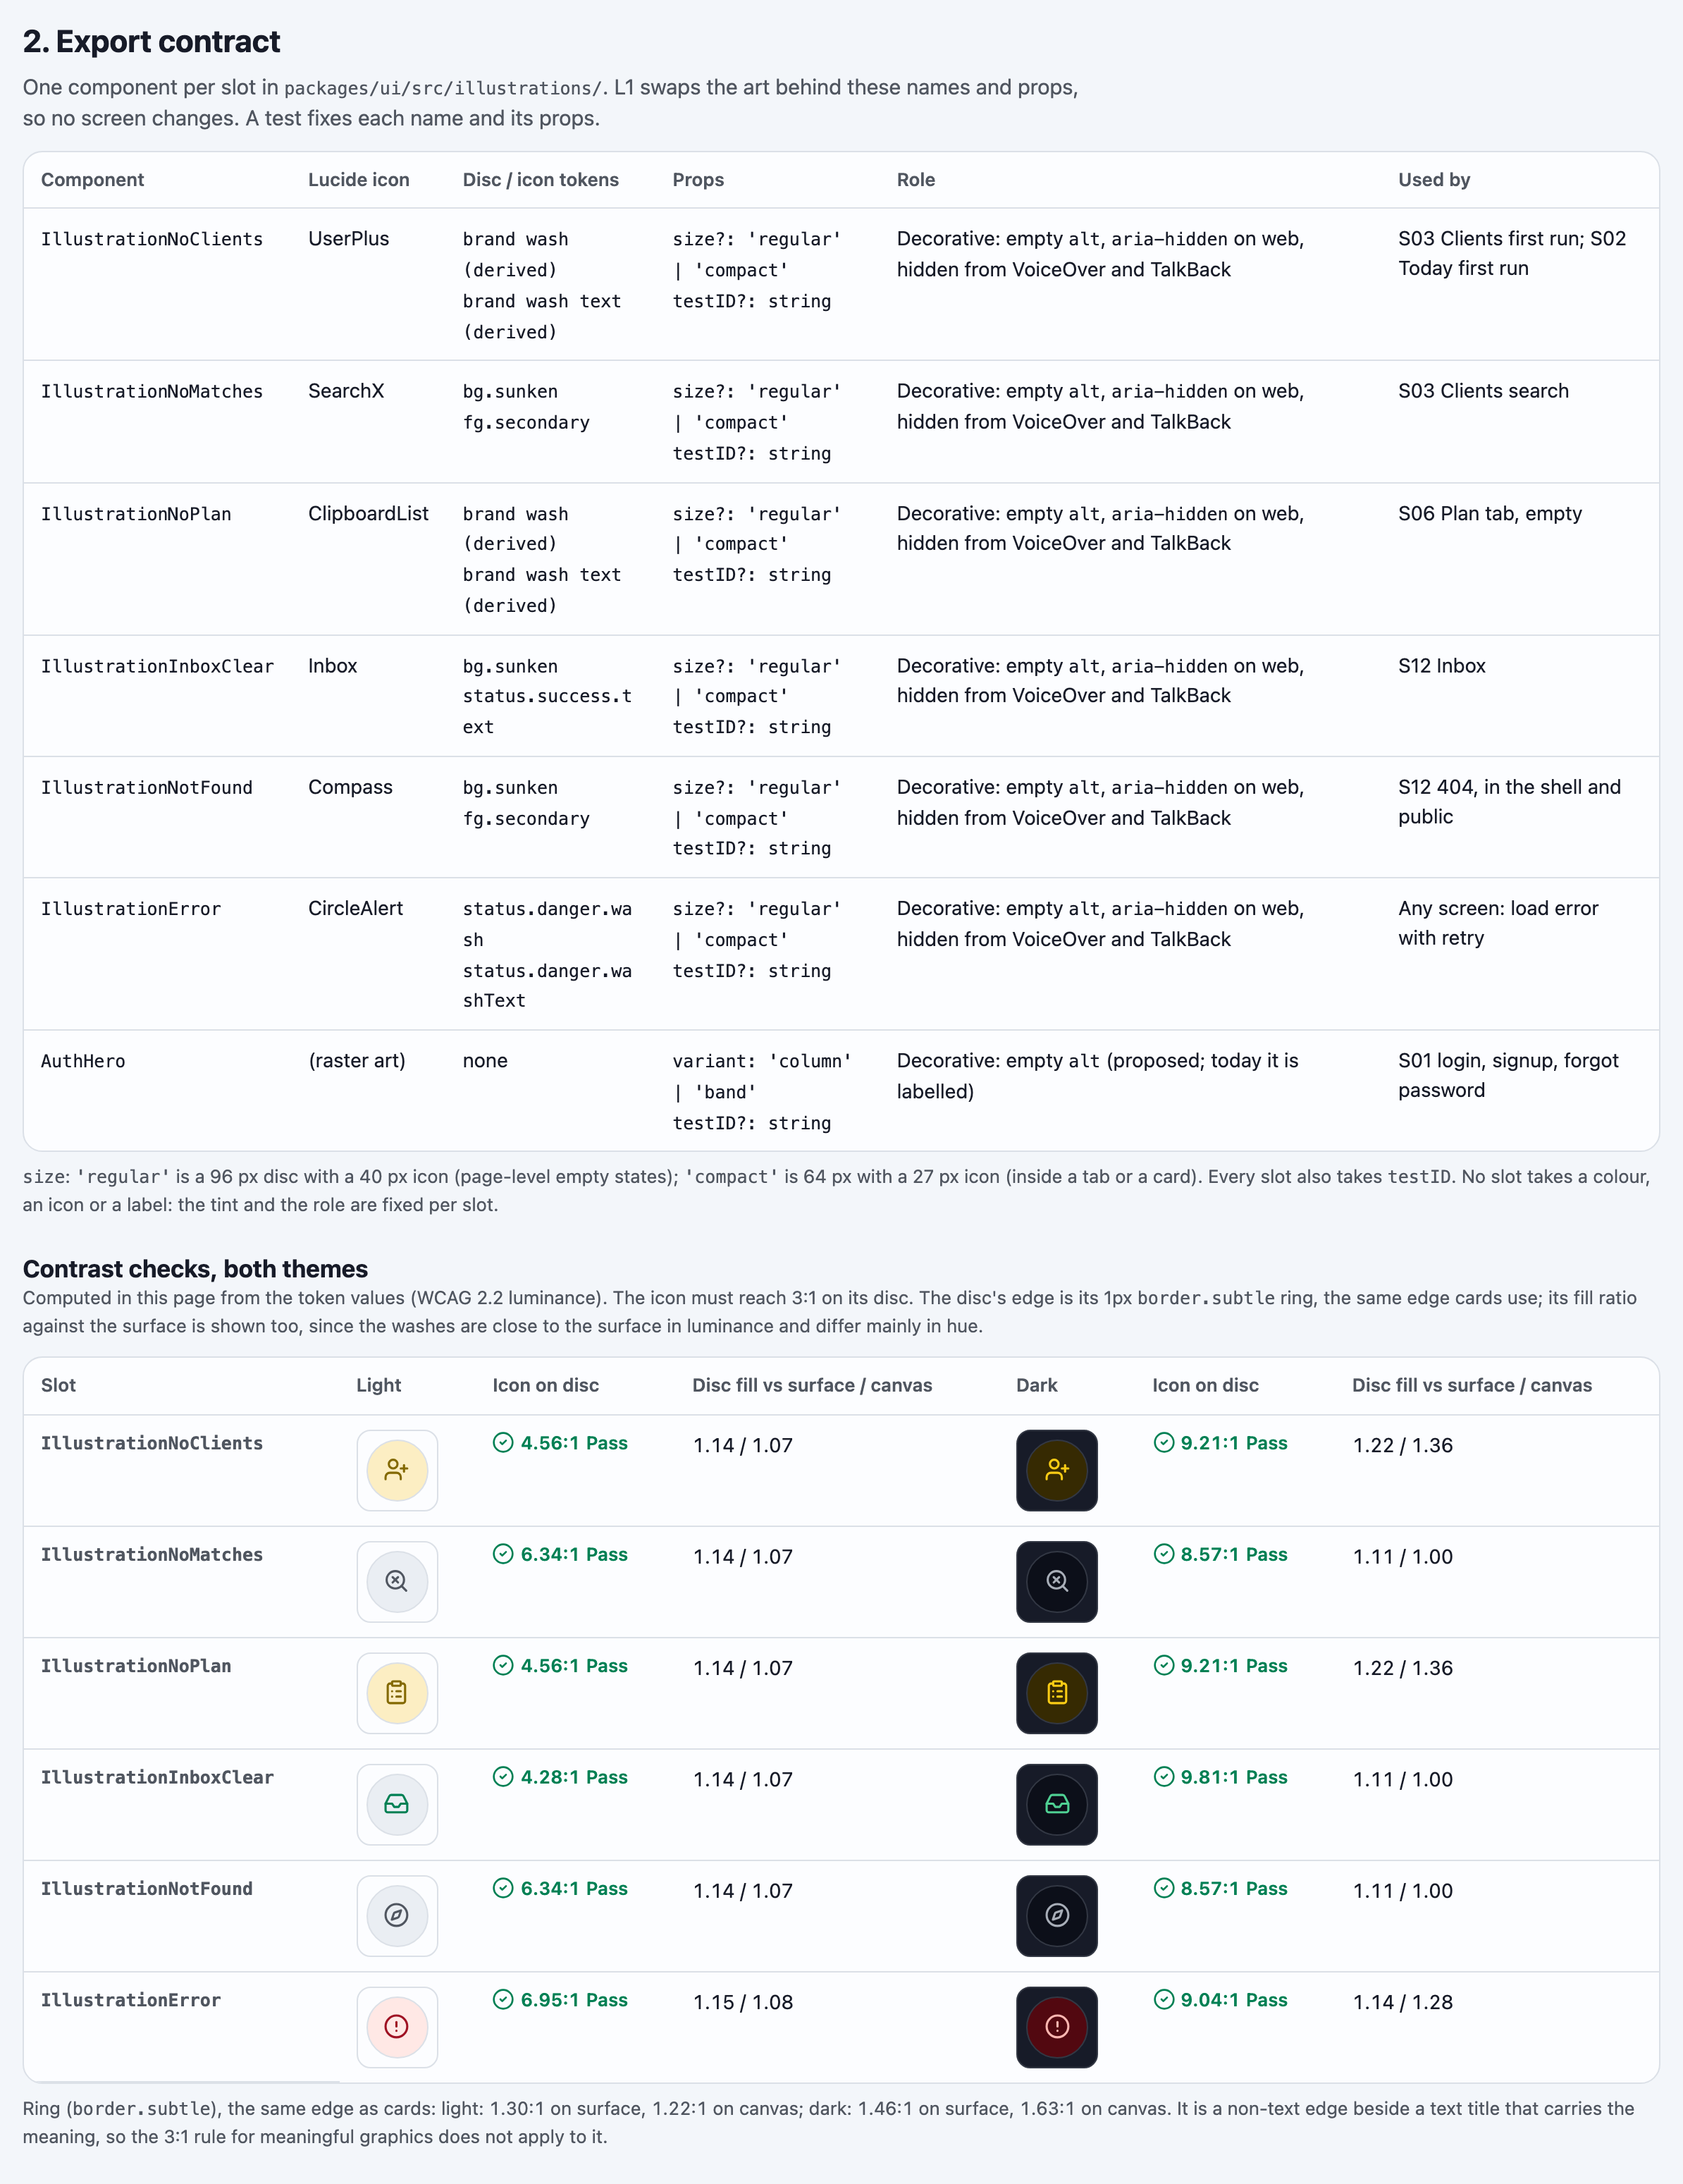 2. Export contract
One component per slot in packages/ui/src/illustrations/. L1 swaps the art behind these names and props,
so no screen changes. A test fixes each name and its props.
Component Lucide icon Disc / icon tokens Props Role Used by
IllustrationNoClients UserPlus brand wash size?: 'regular' Decorative: empty alt, aria-hidden on web, S03 Clients first run; S02
(derived) | 'compact' hidden from VoiceOver and TalkBack Today first run
brand wash text testID?: string
(derived)
IllustrationNoMatches SearchX bg.sunken size?: 'regular' Decorative: empty alt, aria-hidden on web, S03 Clients search
fg.secondary | 'compact' hidden from VoiceOver and TalkBack
testID?: string
IllustrationNoPlan ClipboardList brand wash size?: 'regular' Decorative: empty alt, aria-hidden on web, S06 Plan tab, empty
(derived) | 'compact' hidden from VoiceOver and TalkBack
brand wash text testID?: string
(derived)
IllustrationInboxClear Inbox bg.sunken size?: 'regular' Decorative: empty alt, aria-hidden on web, S12 Inbox
status.success.t | 'compact' hidden from VoiceOver and TalkBack
ext testID?: string
IllustrationNotFound Compass bg.sunken size?: 'regular' Decorative: empty alt, aria-hidden on web, S12 404, in the shell and
fg.secondary | 'compact' hidden from VoiceOver and TalkBack public
testID?: string
IllustrationError CircleAlert status.danger.wa size?: 'regular' Decorative: empty alt, aria-hidden on web, Any screen: load error
sh | 'compact' hidden from VoiceOver and TalkBack with retry
status.danger.wa testID?: string
shText
AuthHero (raster art) none variant: 'column' Decorative: empty alt (proposed; today it is S01 login, signup, forgot
| 'band' labelled) password
testID?: string
size: 'regular' is a 96 px disc with a 40 px icon (page-level empty states); 'compact' is 64 px with a 27 px icon (inside a tab or a card). Every slot also takes testID. No slot takes a colour,
an icon or a label: the tint and the role are fixed per slot.
Contrast checks, both themes
Computed in this page from the token values (WCAG 2.2 luminance). The icon must reach 3:1 on its disc. The disc's edge is its 1px border.subtle ring, the same edge cards use; its fill ratio
against the surface is shown too, since the washes are close to the surface in luminance and differ mainly in hue.
Slot Light Icon on disc Disc fill vs surface / canvas Dark Icon on disc Disc fill vs surface / canvas
IllustrationNoClients 4.56:1 Pass 1.14 / 1.07 9.21:1 Pass 1.22 / 1.36
IllustrationNoMatches 6.34:1 Pass 1.14 / 1.07 8.57:1 Pass 1.11 / 1.00
IllustrationNoPlan 4.56:1 Pass 1.14 / 1.07 9.21:1 Pass 1.22 / 1.36
IllustrationInboxClear 4.28:1 Pass 1.14 / 1.07 9.81:1 Pass 1.11 / 1.00
IllustrationNotFound 6.34:1 Pass 1.14 / 1.07 8.57:1 Pass 1.11 / 1.00
IllustrationError 6.95:1 Pass 1.15 / 1.08 9.04:1 Pass 1.14 / 1.28
Ring (border.subtle), the same edge as cards: light: 1.30:1 on surface, 1.22:1 on canvas; dark: 1.46:1 on surface, 1.63:1 on canvas. It is a non-text edge beside a text title that carries the
meaning, so the 3:1 rule for meaningful graphics does not apply to it.